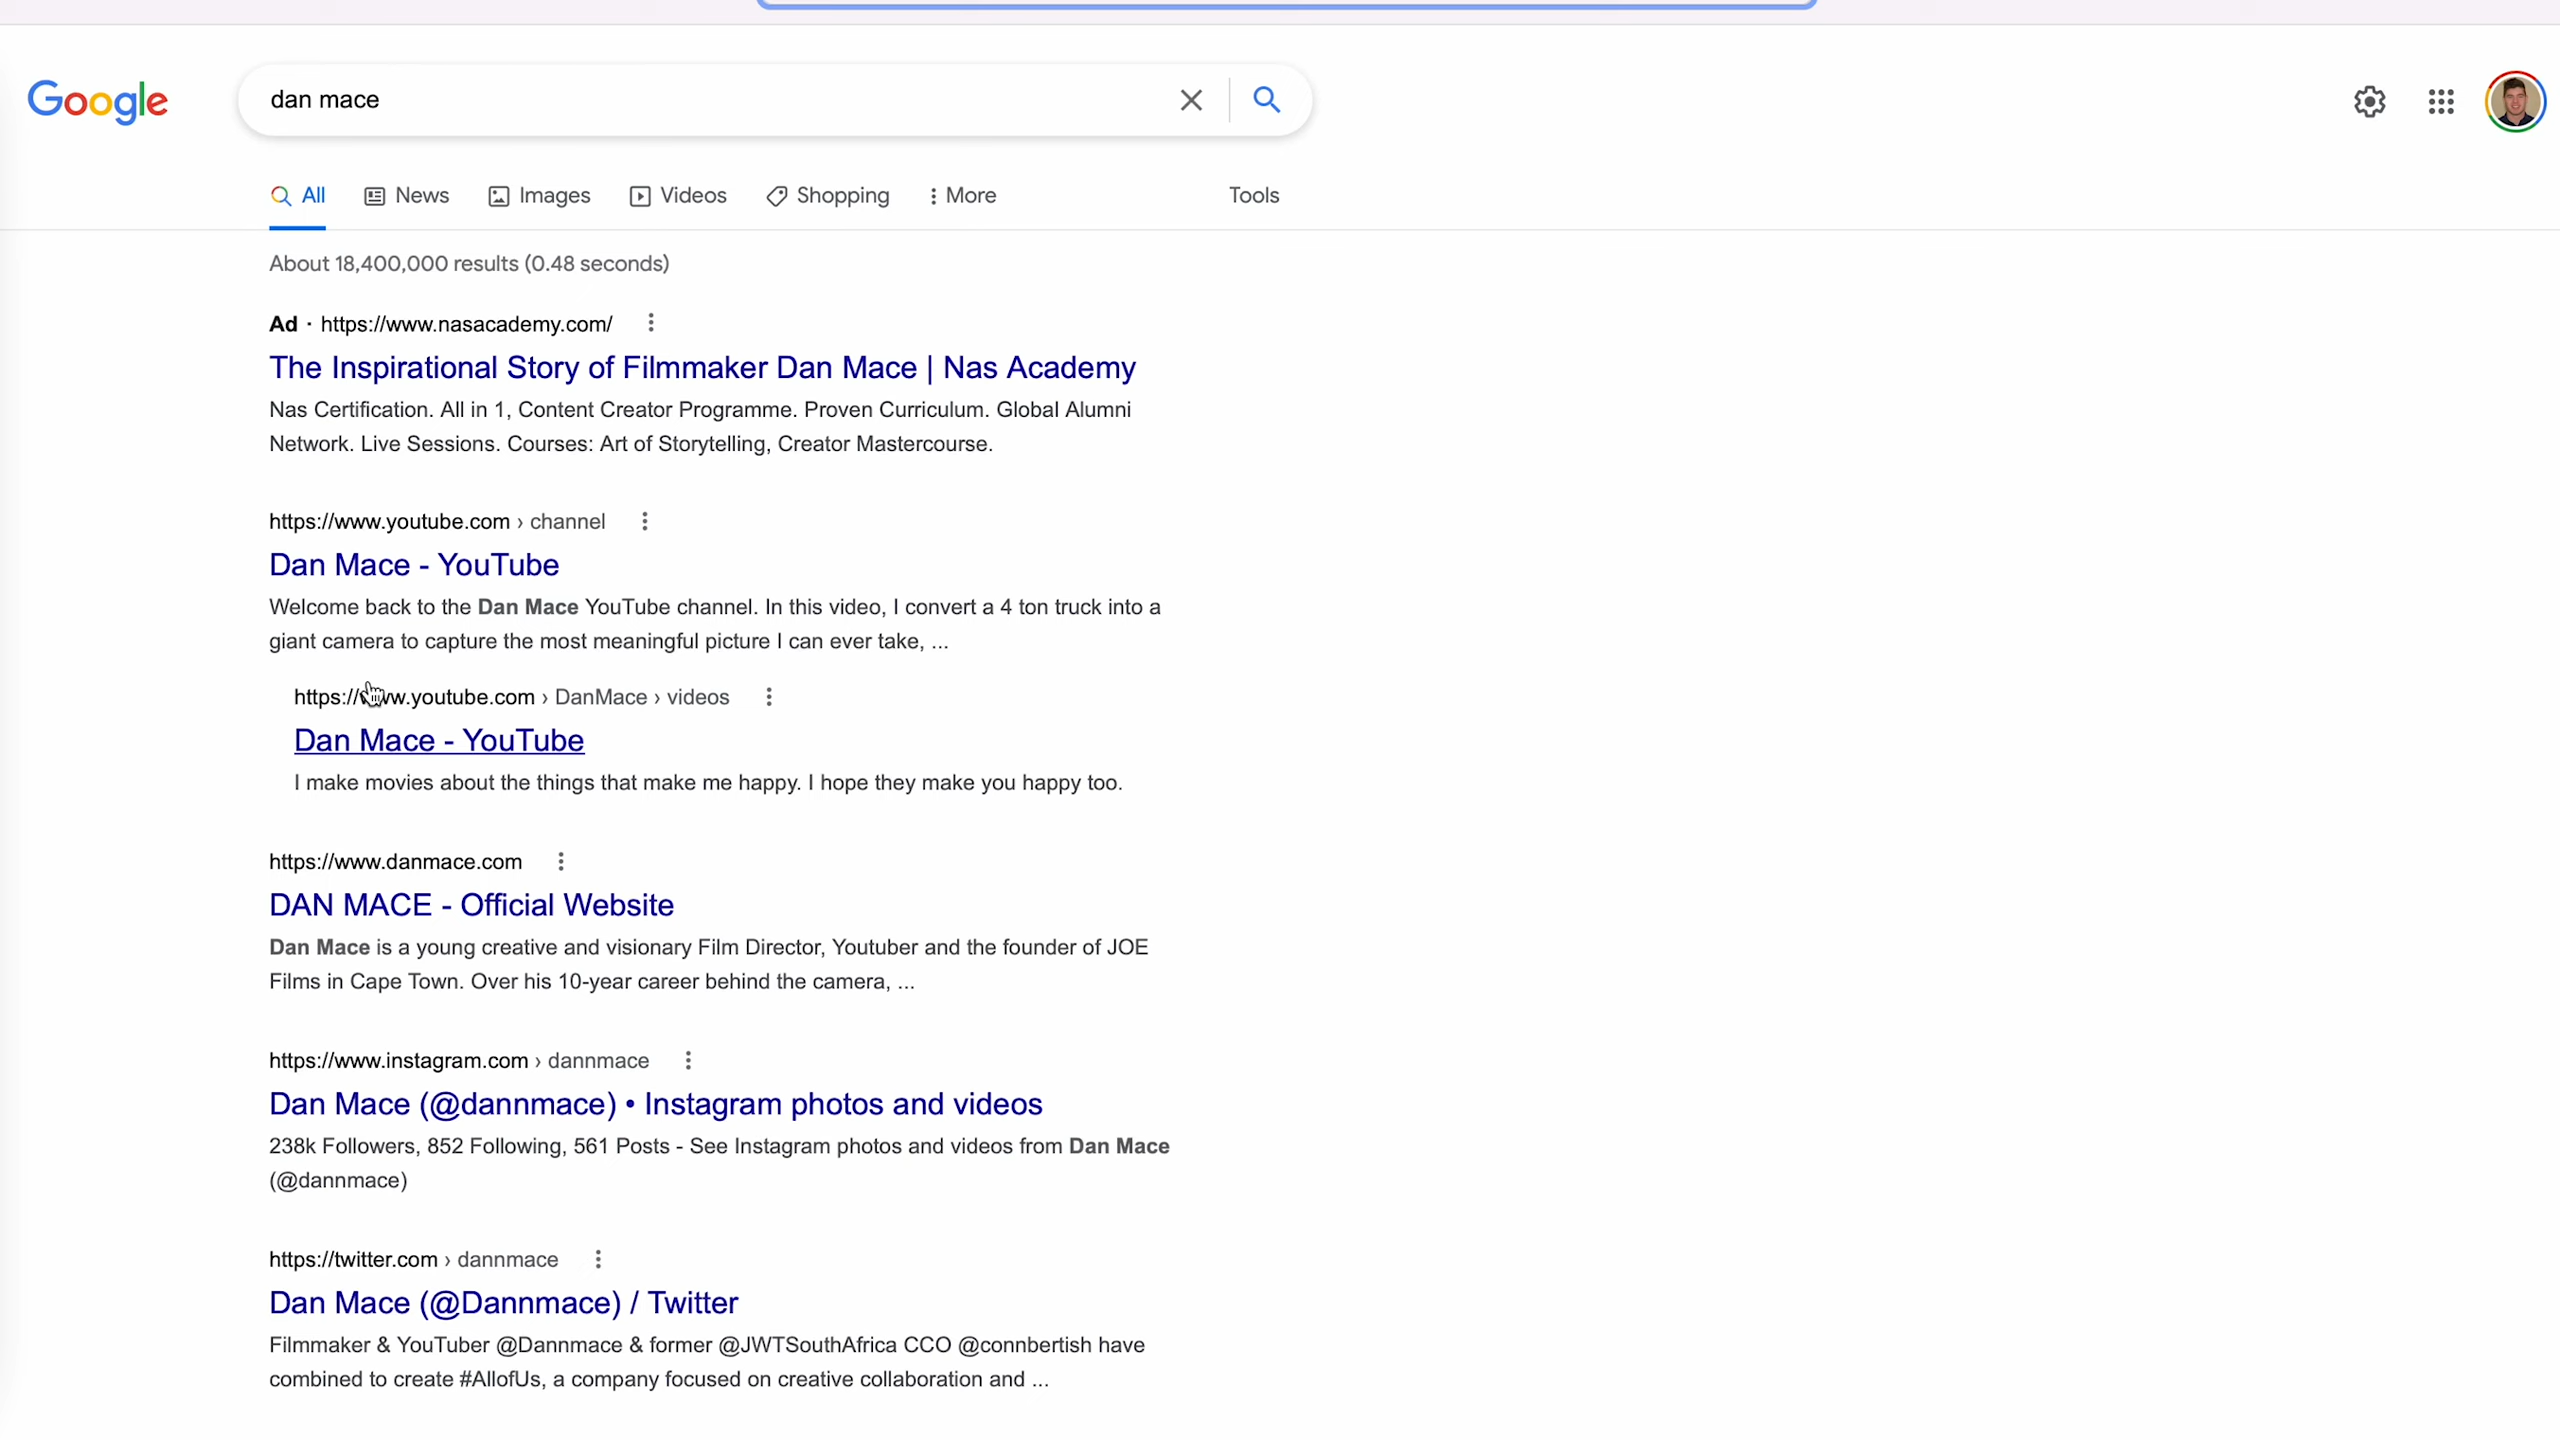 Google
dan mace
All News Images Videos Shopping More Tools
About 18,400,000 results (0.48 seconds)
Ad · https://www.nasacademy.com/
The Inspirational Story of Filmmaker Dan Mace | Nas Academy
Nas Certification. All in 1, Content Creator Programme. Proven Curriculum. Global Alumni
Network. Live Sessions. Courses: Art of Storytelling, Creator Mastercourse.
https://www.youtube.com › channel
Dan Mace - YouTube
Welcome back to the Dan Mace YouTube channel. In this video, I convert a 4 ton truck into a
giant camera to capture the most meaningful picture I can ever take, ...
https://www.youtube.com › DanMace › videos
Dan Mace - YouTube
I make movies about the things that make me happy. I hope they make you happy too.
https://www.danmace.com
DAN MACE - Official Website
Dan Mace is a young creative and visionary Film Director, Youtuber and the founder of JOE
Films in Cape Town. Over his 10-year career behind the camera, ...
https://www.instagram.com › dannmace
Dan Mace (@dannmace) • Instagram photos and videos
238k Followers, 852 Following, 561 Posts - See Instagram photos and videos from Dan Mace
(@dannmace)
https://twitter.com › dannmace
Dan Mace (@Dannmace) / Twitter
Filmmaker & YouTuber @Dannmace & former @JWTSouthAfrica CCO @connbertish have
combined to create #AllofUs, a company focused on creative collaboration and ...